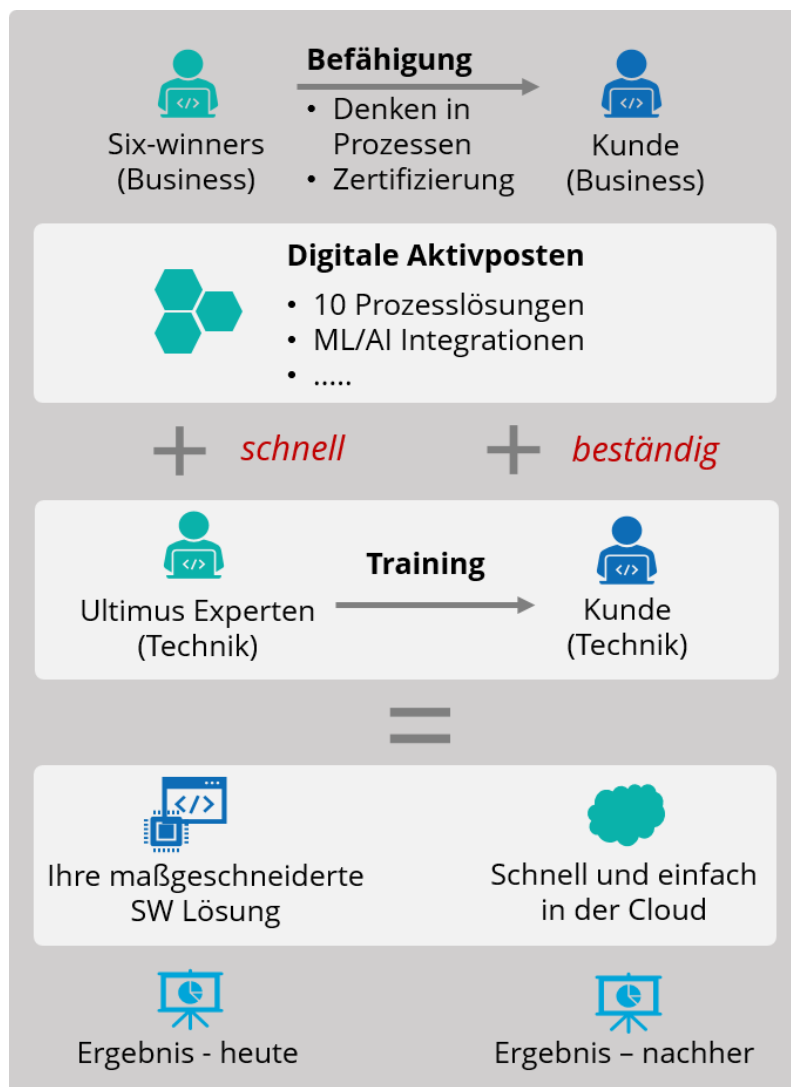 Befähigung
Six-winners
(Business)
• Denken in
Prozessen
• Zertifizierung
Kunde
(Business)
Digitale Aktivposten
• 10 Prozesslösungen
• ML/AI Integrationen
• .....
+ schnell + beständig
Ultimus Experten
(Technik)
Training
Kunde
(Technik)
=
Ihre maßgeschneiderte
SW Lösung
Schnell und einfach
in der Cloud
Ergebnis - heute
Ergebnis – nachher